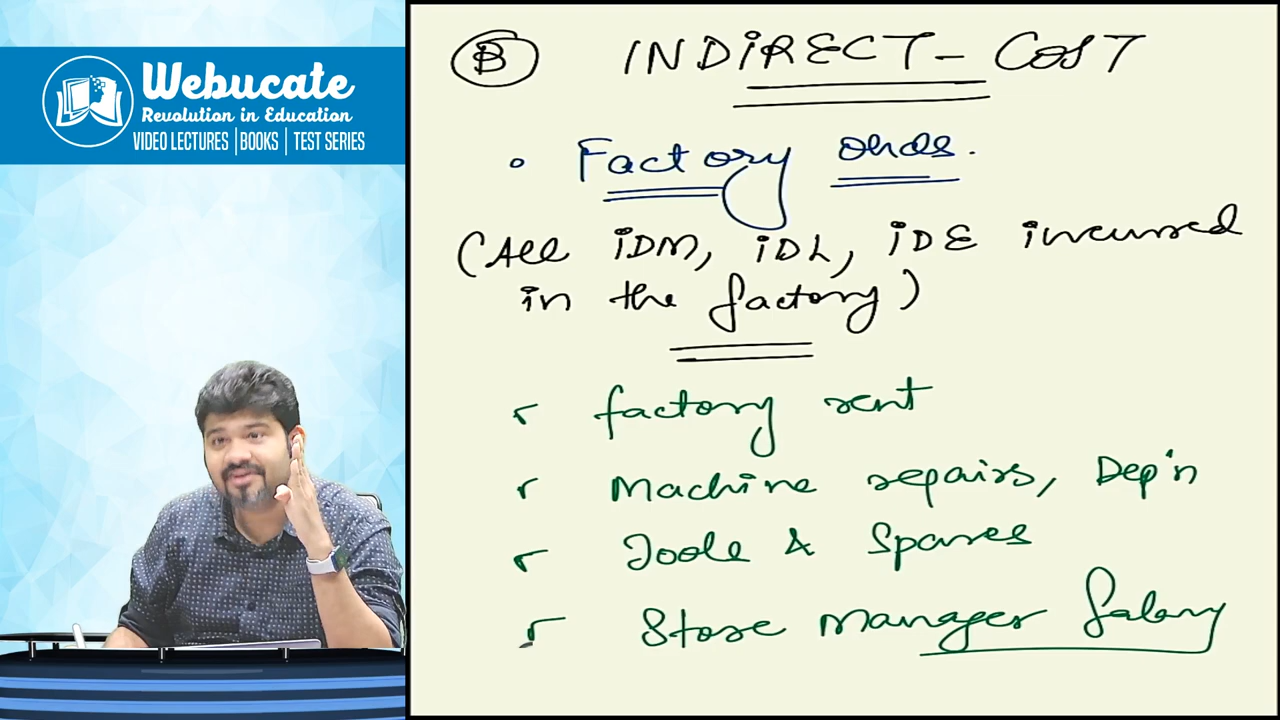 Webucate
Revolution in Education
VIDEO LECTURES | BOOKS | TEST SERIES
B INDIRECT - COST
• Factory OHDS.
(All IDM, IDL, IDE incurred
in the factory)
factory rent
Machine repairs, Dep'n
Tools & Spares
Store Manager Salary